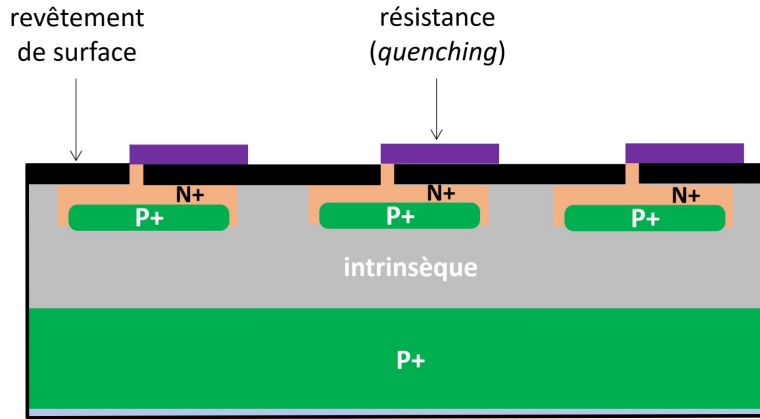 revêtement
de surface
résistance
(quenching)
N+
P+
N+
P+
N+
P+
intrinsèque
P+